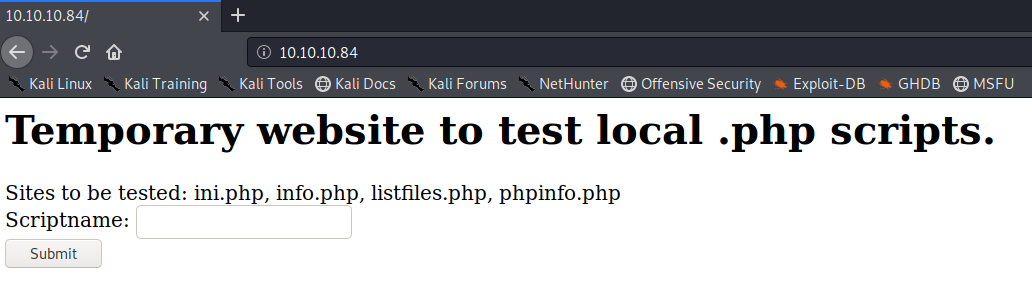 10.10.10.84/
10.10.10.84
Kali Linux Kali Training Kali Tools Kali Docs Kali Forums NetHunter Offensive Security Exploit-DB GHDB MSFU
Temporary website to test local .php scripts.
Sites to be tested: ini.php, info.php, listfiles.php, phpinfo.php
Scriptname:
Submit